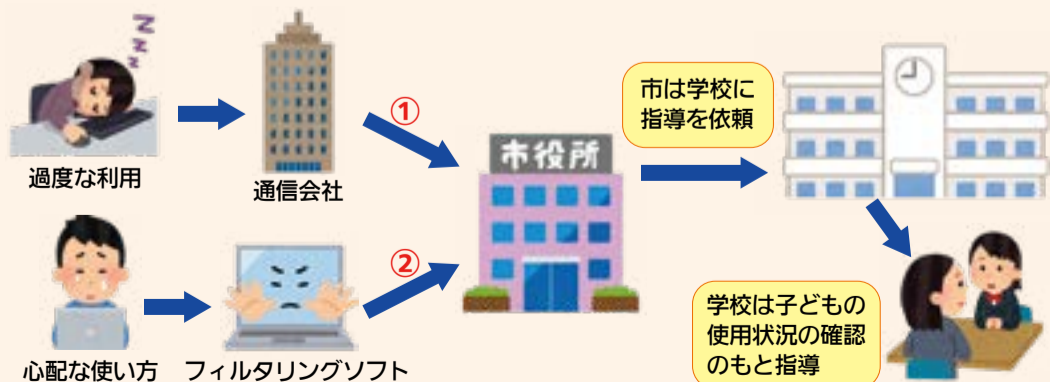 ZZZZ
過度な利用
通信会社
①
市役所
市は学校に
指導を依頼
心配な使い方
フィルタリングソフト
②
学校は子どもの
使用状況の確認
のもと指導